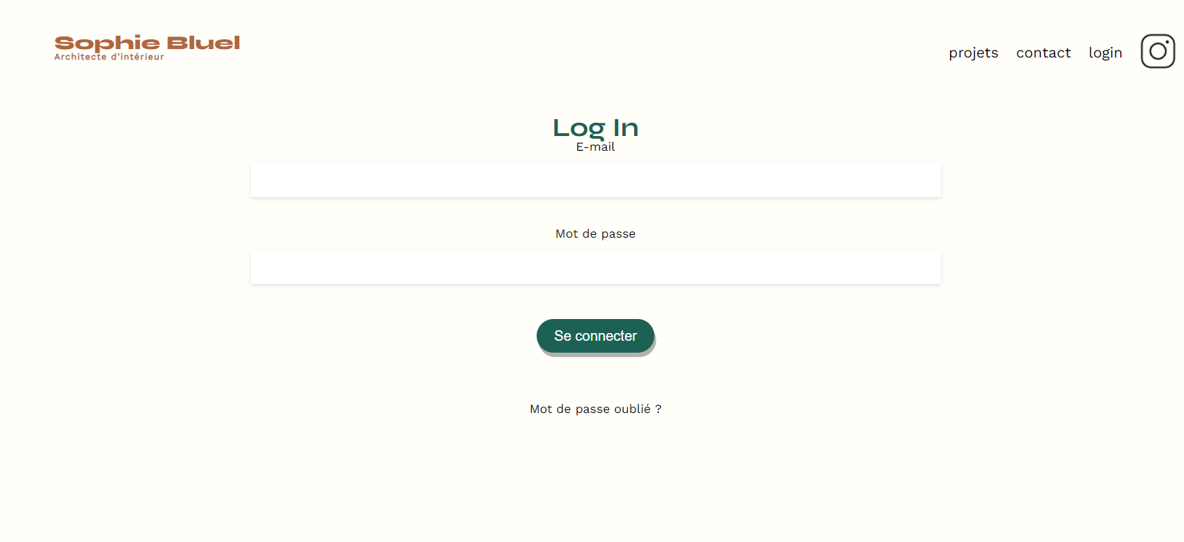 Sophie Bluel
Architecte d'intérieur
projets contact login
Log In
E-mail
Mot de passe
Se connecter
Mot de passe oublié ?